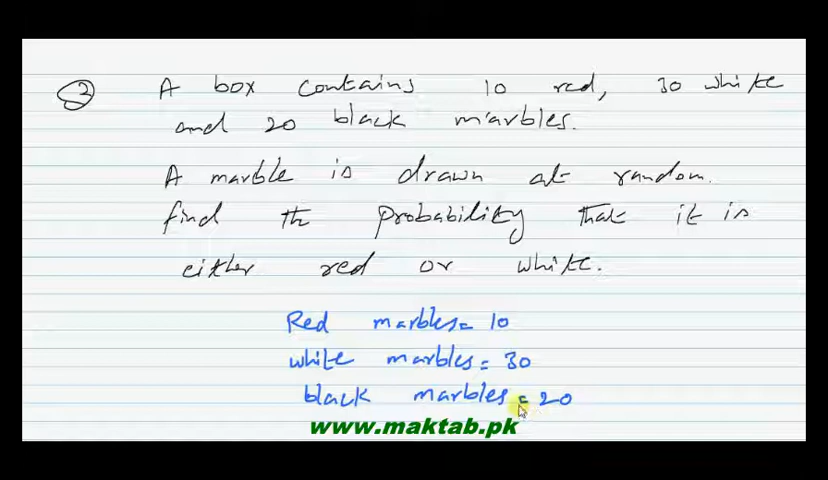 2 A box contains 10 red, 30 white
and 20 black marbles.
A marble is drawn at random.
find the probability that it is
either red or white.
Red marbles = 10
white marbles = 30
black marbles = 20
www.maktab.pk